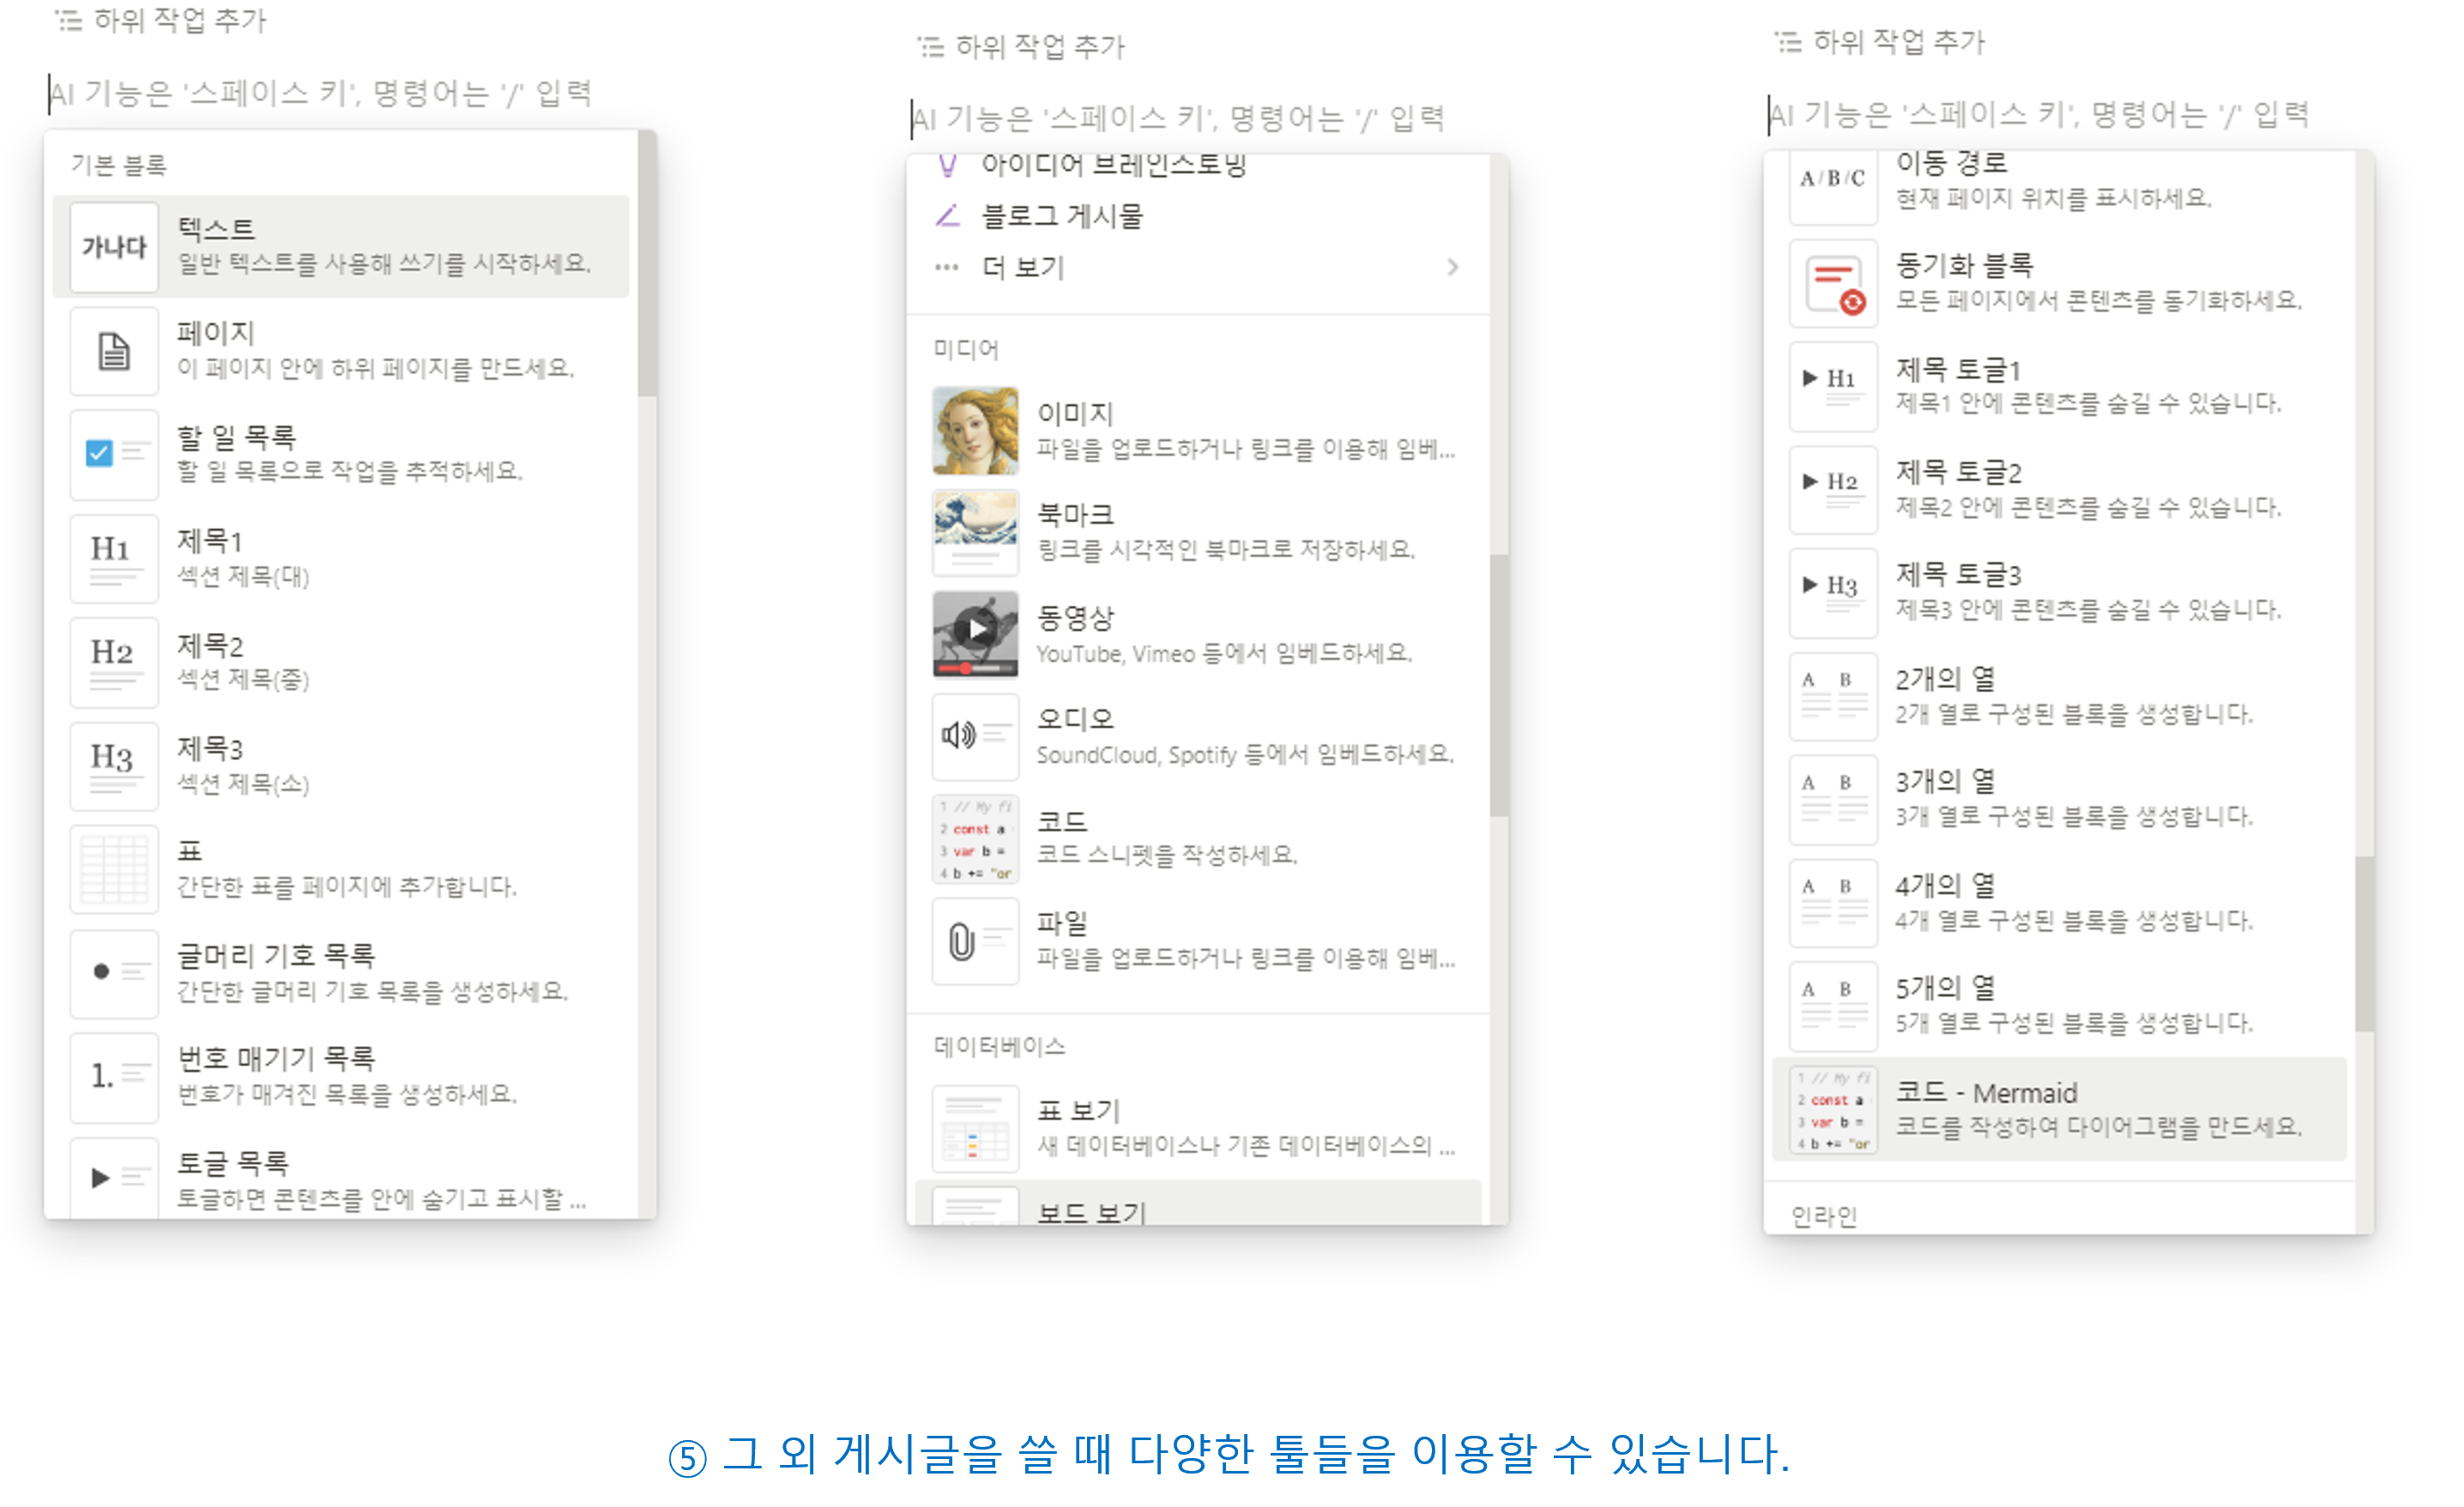 하위 작업 추가
AI 기능은 '스페이스 키', 명령어는 '/' 입력
기본 블록
가나다
텍스트
일반 텍스트를 사용해 쓰기를 시작하세요.
페이지
이 페이지 안에 하위 페이지를 만드세요.
할 일 목록
할 일 목록으로 작업을 추적하세요.
H1
제목1
섹션 제목(대)
H2
제목2
섹션 제목(중)
H3
제목3
섹션 제목(소)
표
간단한 표를 페이지에 추가합니다.
글머리 기호 목록
간단한 글머리 기호 목록을 생성하세요.
1.
번호 매기기 목록
번호가 매겨진 목록을 생성하세요.
토글 목록
토글하면 콘텐츠를 안에 숨기고 표시할 ...
하위 작업 추가
AI 기능은 '스페이스 키', 명령어는 '/' 입력
아이디어 브레인스토밍
블로그 게시물
더 보기
미디어
이미지
파일을 업로드하거나 링크를 이용해 임베...
북마크
링크를 시각적인 북마크로 저장하세요.
동영상
YouTube, Vimeo 등에서 임베드하세요.
오디오
SoundCloud, Spotify 등에서 임베드하세요.
1 // My fi
2 const a
3 var b =
4 b += "or
코드
코드 스니펫을 작성하세요.
파일
파일을 업로드하거나 링크를 이용해 임베...
데이터베이스
표 보기
새 데이터베이스나 기존 데이터베이스의 ...
보드 보기
하위 작업 추가
AI 기능은 '스페이스 키', 명령어는 '/' 입력
A / B / C
이동 경로
현재 페이지 위치를 표시하세요.
동기화 블록
모든 페이지에서 콘텐츠를 동기화하세요.
H1
제목 토글1
제목1 안에 콘텐츠를 숨길 수 있습니다.
H2
제목 토글2
제목2 안에 콘텐츠를 숨길 수 있습니다.
H3
제목 토글3
제목3 안에 콘텐츠를 숨길 수 있습니다.
A B
2개의 열
2개 열로 구성된 블록을 생성합니다.
A B
3개의 열
3개 열로 구성된 블록을 생성합니다.
A B
4개의 열
4개 열로 구성된 블록을 생성합니다.
A B
5개의 열
5개 열로 구성된 블록을 생성합니다.
1 // My fi
2 const a
3 var b =
4 b += "or
코드 - Mermaid
코드를 작성하여 다이어그램을 만드세요.
인라인
⑤ 그 외 게시글을 쓸 때 다양한 툴들을 이용할 수 있습니다.